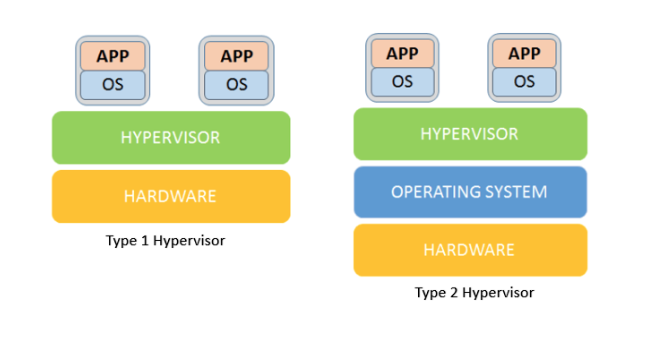 APP
OS
APP
OS
HYPERVISOR
HARDWARE
Type 1 Hypervisor
APP
OS
APP
OS
HYPERVISOR
OPERATING SYSTEM
HARDWARE
Type 2 Hypervisor